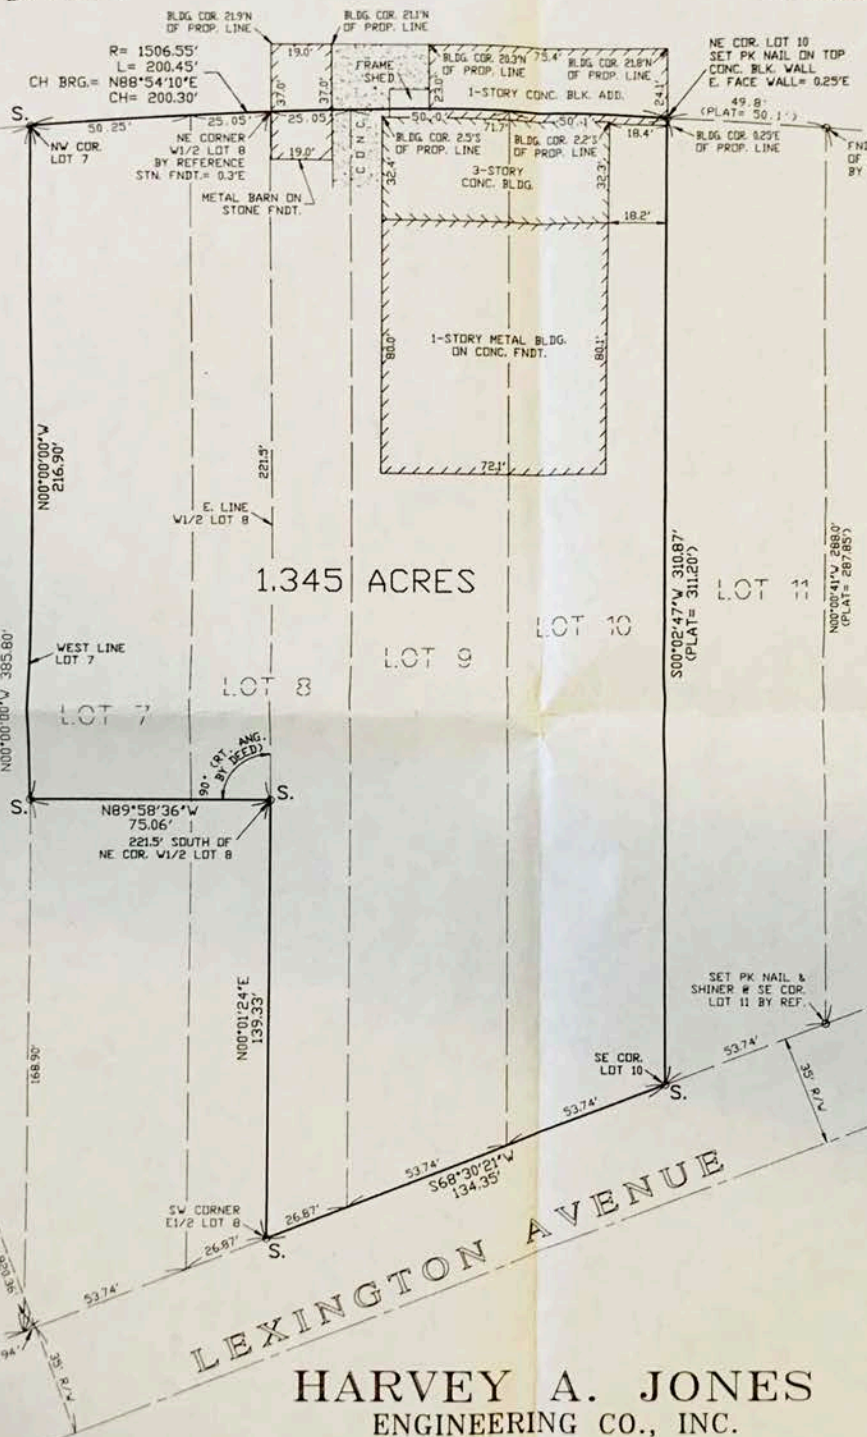 BLDG. COR. 21.9'N
OF PROP. LINE
BLDG. COR. 21.1'N
OF PROP. LINE
R= 1506.55'
L= 200.45'
CH BRG.= N88°54'10"E
CH= 200.30'
19.0'
37.0'
37.0'
FRAME
SHED
BLDG. COR. 20.3'N
OF PROP. LINE
75.4'
BLDG. COR. 21.8'N
OF PROP. LINE
23.0'
1-STORY CONC. BLK. ADD.
24.1'
NE COR. LOT 10
SET PK NAIL ON TOP
CONC. BLK. WALL
E. FACE WALL= 0.25'E
49.8'
(PLAT= 50.1')
S.
50.25'
25.05'
25.05'
50.0'
71.7'
50.1'
18.4'
NW COR.
LOT 7
NE CORNER
W1/2 LOT 8
BY REFERENCE
STN. FNDT.= 0.3'E
19.0'
CONC.
BLDG. COR. 2.5'S
OF PROP. LINE
BLDG. COR. 2.2'S
OF PROP. LINE
BLDG. COR. 0.25'E
OF PROP. LINE
FND
OF
BY
METAL BARN ON
STONE FNDT.
32.4'
3-STORY
CONC. BLDG.
32.3'
18.2'
1-STORY METAL BLDG.
ON CONC. FNDT.
80.0'
80.1'
72.1'
N00°00'00"W
216.90'
221.5'
E. LINE
W1/2 LOT 8
1.345 ACRES
S00°02'47"W 310.87'
(PLAT= 311.20')
N00°00'41"W 288.0'
(PLAT= 287.85')
LOT 11
LOT 10
LOT 9
LOT 8
LOT 7
WEST LINE
LOT 7
N00°00'00"W 385.80'
90° (RT. ANG.
BY DEED)
S.
S.
N89°58'36"W
75.06'
221.5' SOUTH OF
NE COR. W1/2 LOT 8
N00°01'24"E
139.33'
168.90'
SET PK NAIL &
SHINER @ SE COR.
LOT 11 BY REF.
SE COR.
LOT 10
S.
53.74'
35' R/W
53.74'
53.74'
S68°30'21"W
134.35'
26.87'
SW CORNER
E1/2 LOT 8
S.
26.87'
53.74'
920.36'
94'
35' R/W
LEXINGTON AVENUE
HARVEY A. JONES
ENGINEERING CO., INC.